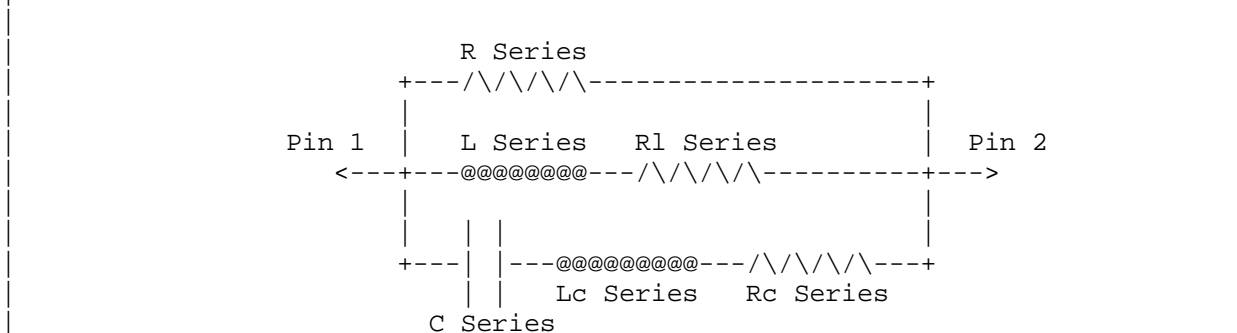 R Series
Pin 1 L Series Rl Series Pin 2
Lc Series Rc Series
C Series